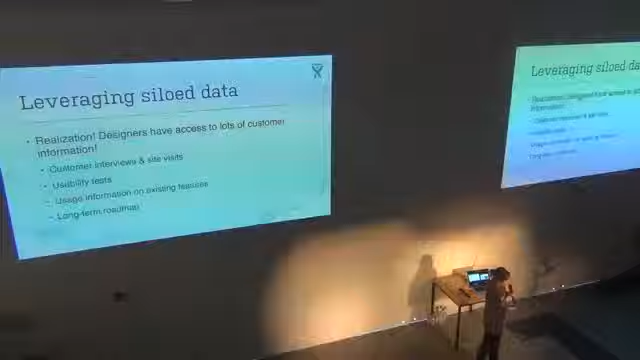 Leveraging siloed data
• Realization! Designers have access to lots of customer
information!
• Customer interviews & site visits
• Usability tests
• Usage information on existing features
• Long-term roadmap
Leveraging siloed da